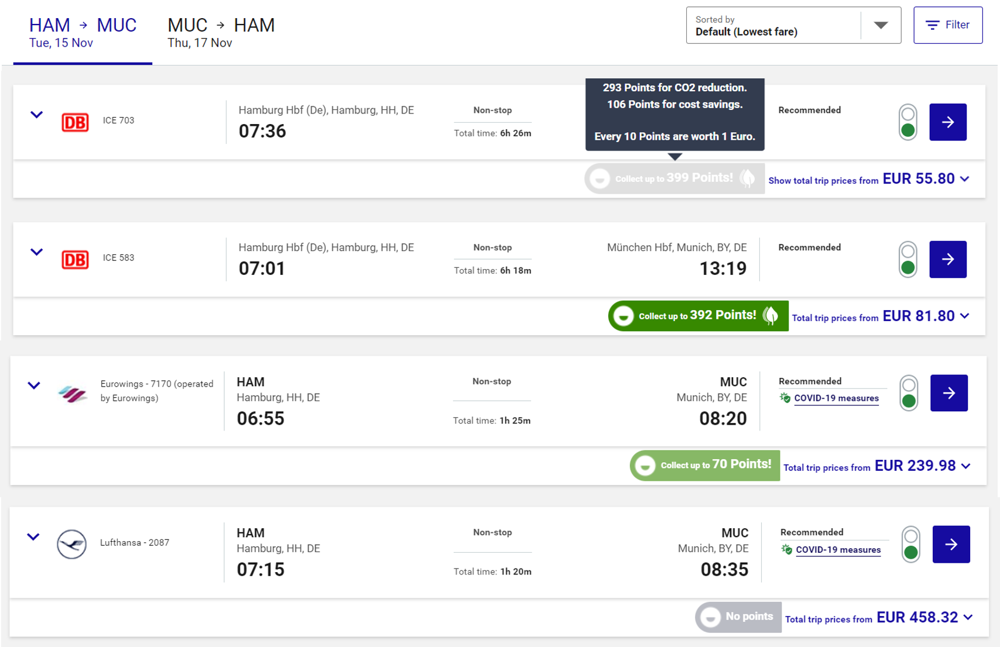 HAM → MUC
Tue, 15 Nov
MUC → HAM
Thu, 17 Nov
Sorted by
Default (Lowest fare)
Filter
DB
ICE 703
Hamburg Hbf (De), Hamburg, HH, DE
07:36
Non-stop
Total time: 6h 26m
293 Points for CO2 reduction.
106 Points for cost savings.
Every 10 Points are worth 1 Euro.
Recommended
Collect up to 399 Points!
Show total trip prices from EUR 55.80
DB
ICE 583
Hamburg Hbf (De), Hamburg, HH, DE
07:01
Non-stop
Total time: 6h 18m
München Hbf, Munich, BY, DE
13:19
Recommended
Collect up to 392 Points!
Total trip prices from EUR 81.80
Eurowings - 7170 (operated
by Eurowings)
HAM
Hamburg, HH, DE
06:55
Non-stop
Total time: 1h 25m
MUC
Munich, BY, DE
08:20
Recommended
COVID-19 measures
Collect up to 70 Points!
Total trip prices from EUR 239.98
Lufthansa - 2087
HAM
Hamburg, HH, DE
07:15
Non-stop
Total time: 1h 20m
MUC
Munich, BY, DE
08:35
Recommended
COVID-19 measures
No points
Total trip prices from EUR 458.32